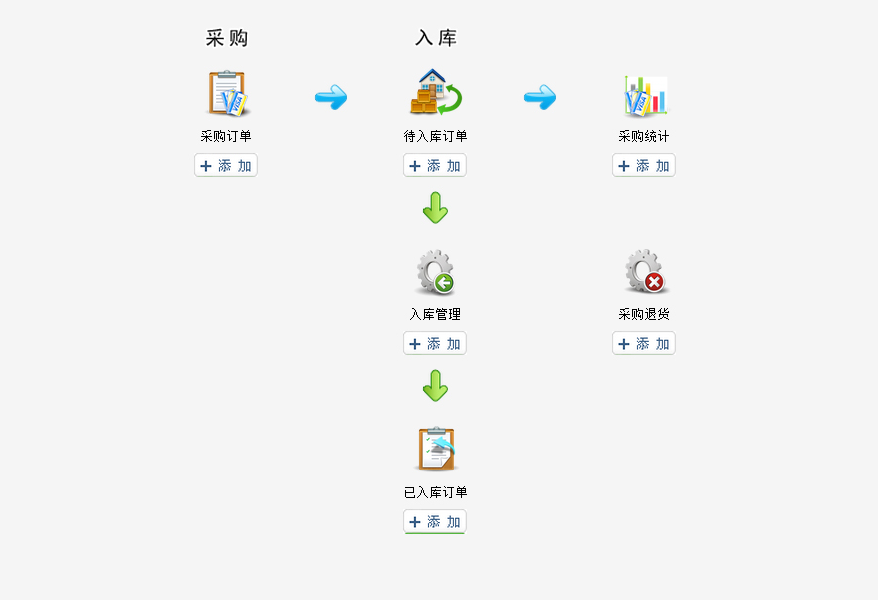 采购 入库
采购订单 待入库订单 采购统计
添 加 添 加 添 加
入库管理 采购退货
添 加 添 加
已入库订单
添 加